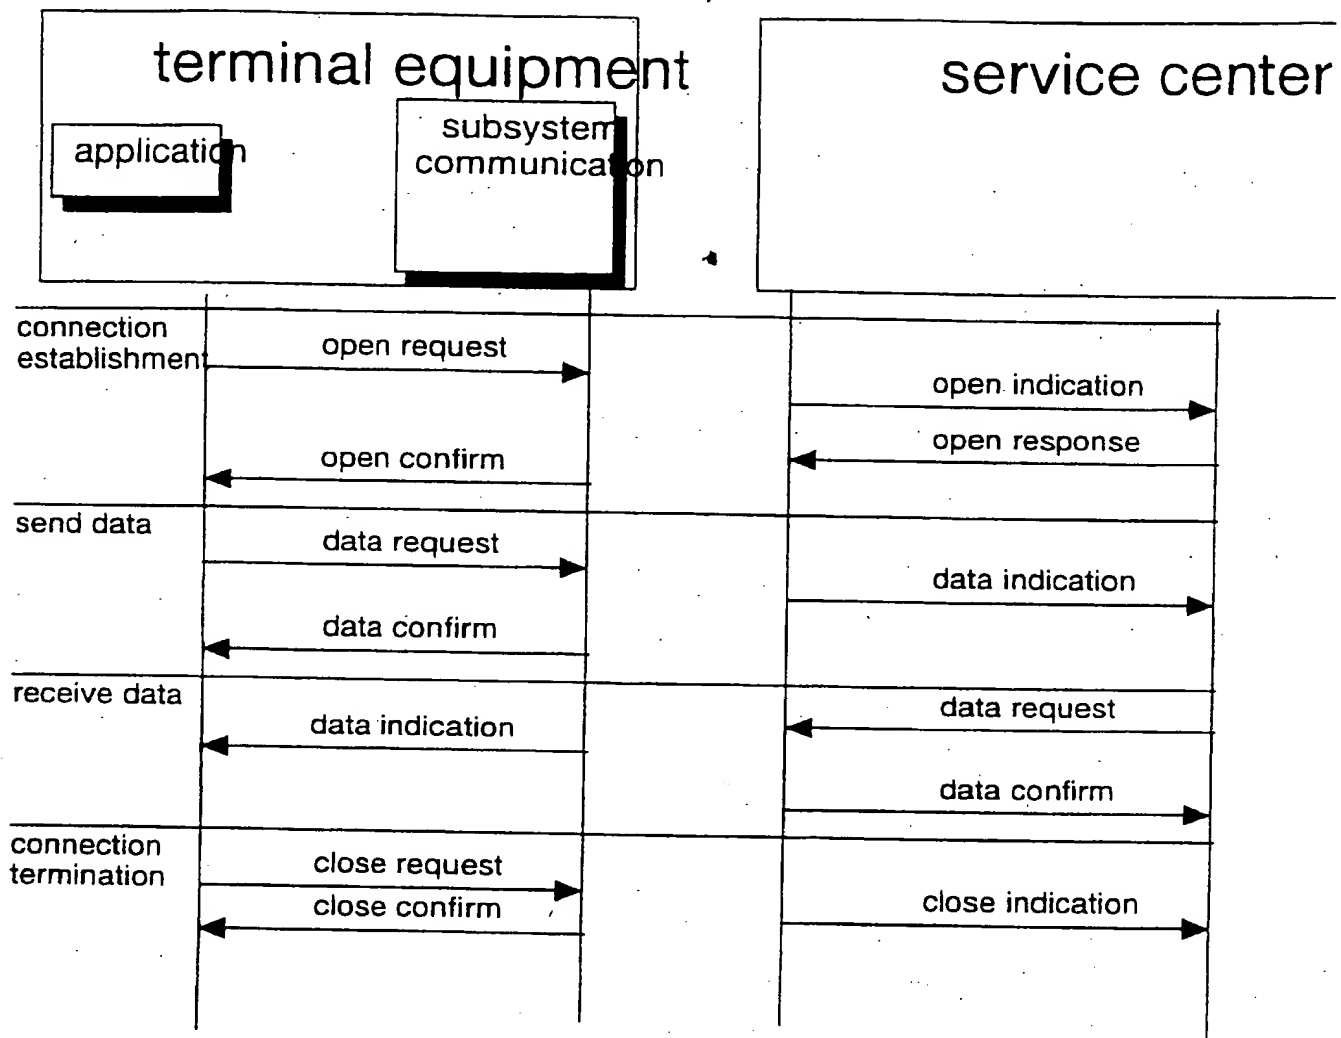 terminal equipment
service center
application
subsystem
communication
connection
establishment
open request
open indication
open response
open confirm
send data
data request
data indication
data confirm
receive data
data request
data indication
data confirm
connection
termination
close request
close confirm
close indication